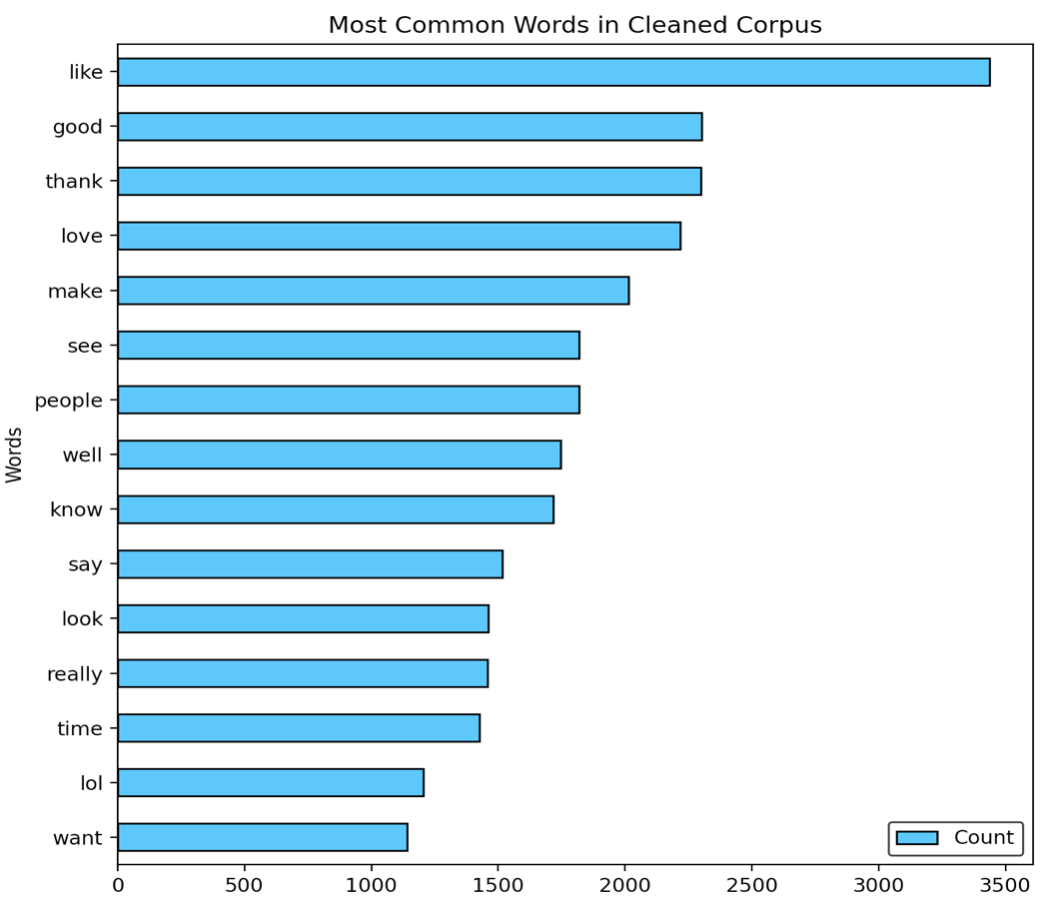 Most Common Words in Cleaned Corpus
like
good
thank
love
make
see
people
well
know
say
look
really
time
lol
want
Words
Count
0 500 1000 1500 2000 2500 3000 3500